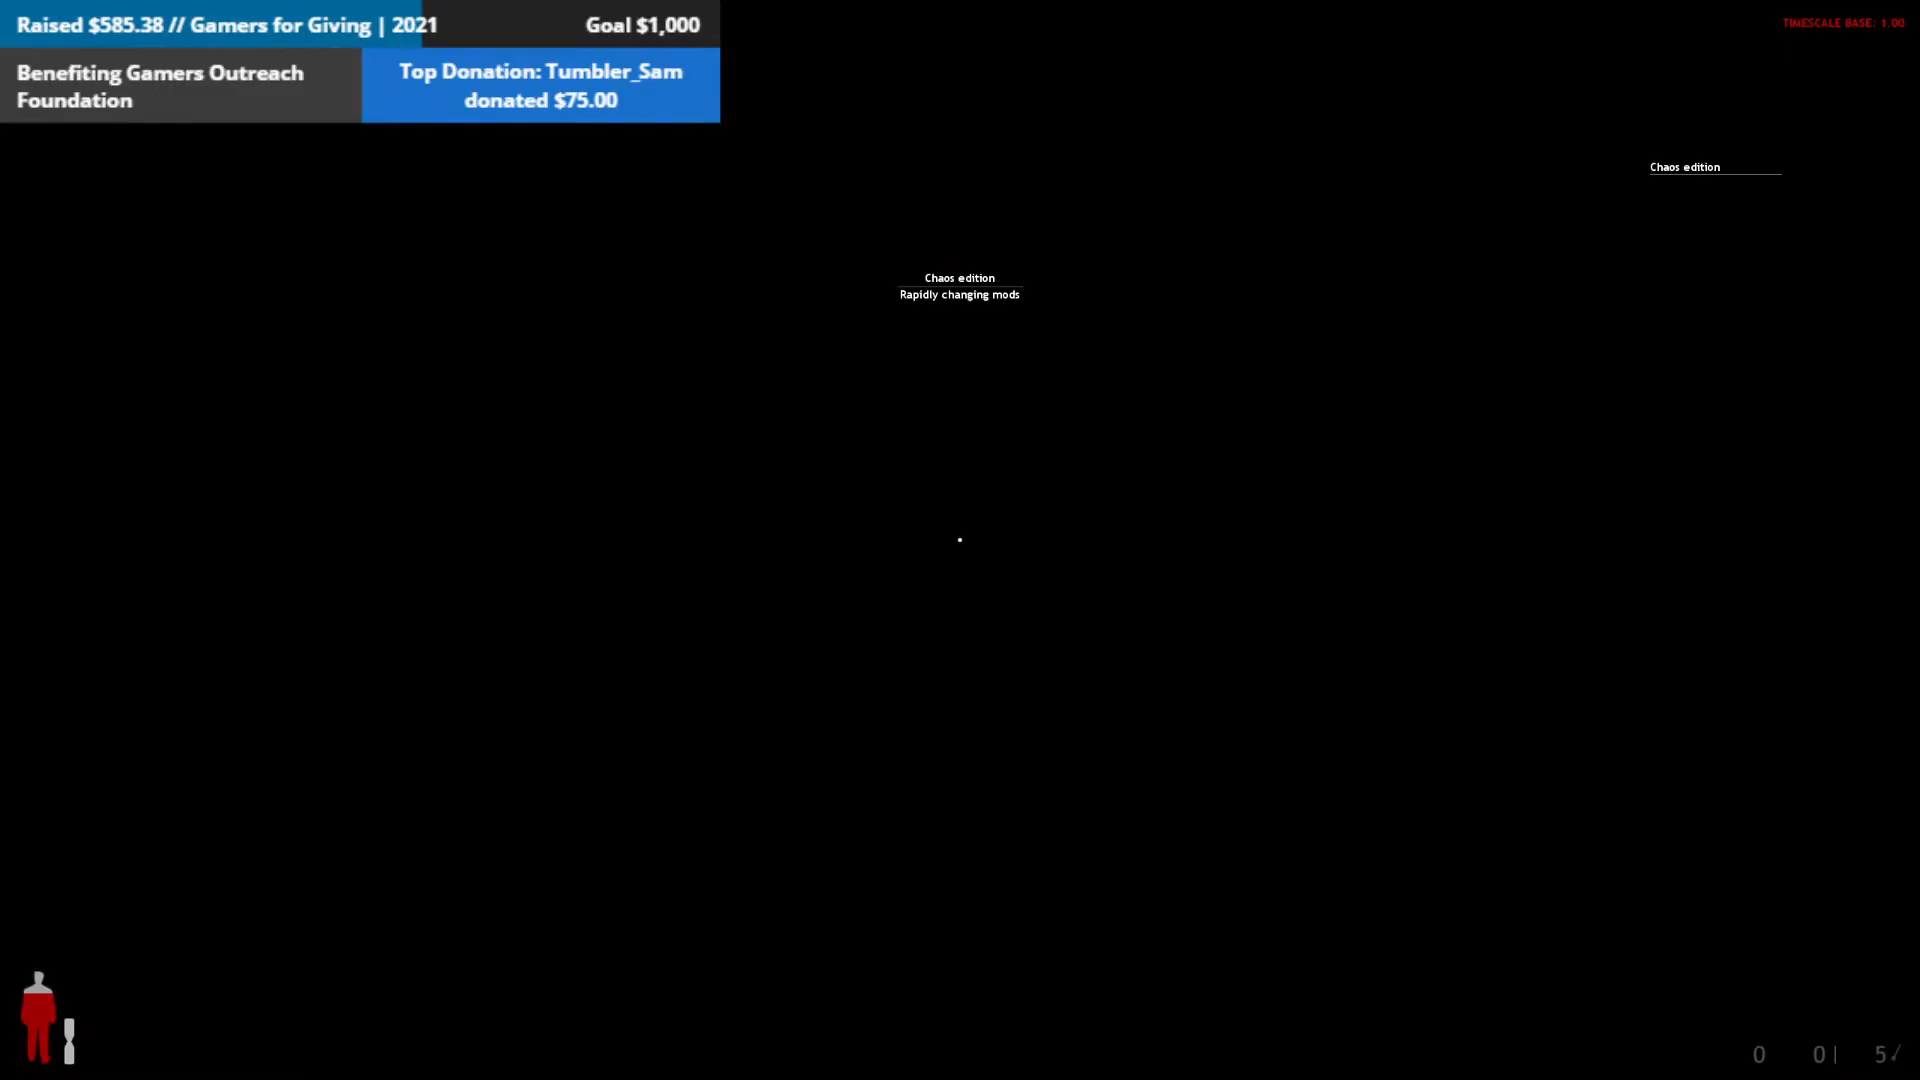 Raised $585.38 // Gamers for Giving | 2021
Goal $1,000
Benefiting Gamers Outreach
Foundation
Top Donation: Tumbler_Sam
donated $75.00
TIMESCALE BASE: 1.00
Chaos edition
Chaos edition
Rapidly changing mods
0 0| 5